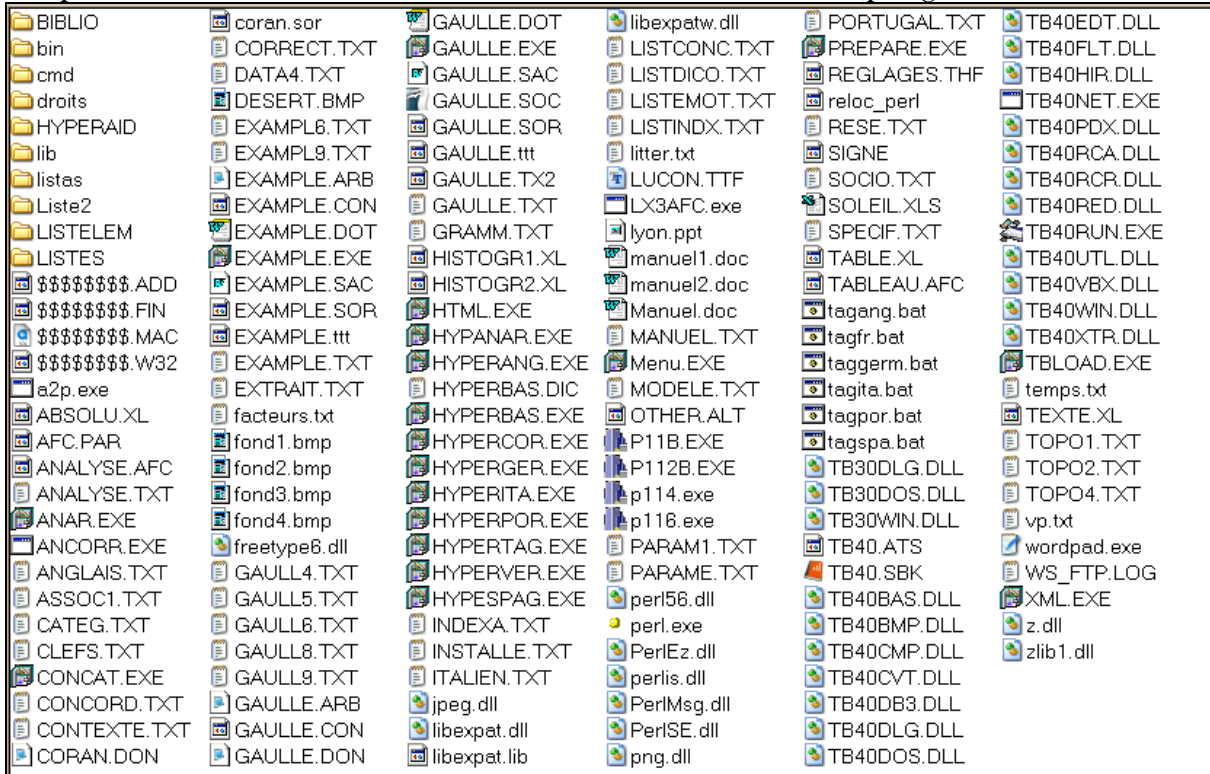 BIBLIO
bin
cmd
droits
HYPERAID
lib
listas
Liste2
LISTELEM
LISTES
$$$$$$$$.ADD
$$$$$$$$.FIN
$$$$$$$$.MAC
$$$$$$$$.W32
a2p.exe
ABSOLU.XL
AFC.PAR
ANALYSE.AFC
ANALYSE.TXT
ANAR.EXE
ANCORR.EXE
ANGLAIS.TXT
ASSOC1.TXT
CATEG.TXT
CLEFS.TXT
CONCAT.EXE
CONCORD.TXT
CONTEXTE.TXT
CORAN.DON
coran.sor
CORRECT.TXT
DATA4.TXT
DESERT.BMP
EXAMPL6.TXT
EXAMPL9.TXT
EXAMPLE.ARB
EXAMPLE.CON
EXAMPLE.DOT
EXAMPLE.EXE
EXAMPLE.SAC
EXAMPLE.SOR
EXAMPLE.ttt
EXAMPLE.TXT
EXTRAIT.TXT
facteurs.txt
fond1.bmp
fond2.bmp
fond3.bmp
fond4.bmp
freetype6.dll
GAULL4.TXT
GAULL5.TXT
GAULL6.TXT
GAULL8.TXT
GAULL9.TXT
GAULLE.ARB
GAULLE.CON
GAULLE.DON
GAULLE.DOT
GAULLE.EXE
GAULLE.SAC
GAULLE.SOC
GAULLE.SOR
GAULLE.ttt
GAULLE.TX2
GAULLE.TXT
GRAMM.TXT
HISTOGR1.XL
HISTOGR2.XL
HTML.EXE
HYPANAR.EXE
HYPERANG.EXE
HYPERBAS.DIC
HYPERBAS.EXE
HYPERCOR.EXE
HYPERGER.EXE
HYPERITA.EXE
HYPERPOR.EXE
HYPERTAG.EXE
HYPERVER.EXE
HYPESPAG.EXE
INDEXA.TXT
INSTALLE.TXT
ITALIEN.TXT
jpeg.dll
libexpat.dll
libexpat.lib
libexpatw.dll
LISTCONC.TXT
LISTDICO.TXT
LISTEMOT.TXT
LISTINDX.TXT
litter.txt
LUCON.TTF
LX3AFC.exe
lyon.ppt
manuel1.doc
manuel2.doc
Manuel.doc
MANUEL.TXT
Menu.EXE
MODELE.TXT
OTHER.ALT
P11B.EXE
P112B.EXE
p114.exe
p116.exe
PARAM1.TXT
PARAME.TXT
perl56.dll
perl.exe
PerlEz.dll
perlis.dll
PerlMsg.dll
PerlSE.dll
png.dll
PORTUGAL.TXT
PREPARE.EXE
REGLAGES.THF
reloc_perl
RESE.TXT
SIGNE
SOCIO.TXT
SOLEIL.XLS
SPECIF.TXT
TABLE.XL
TABLEAU.AFC
tagang.bat
tagfr.bat
taggerm.bat
tagita.bat
tagpor.bat
tagspa.bat
TB30DLG.DLL
TB30DOS.DLL
TB30WIN.DLL
TB40.ATS
TB40.SBK
TB40BAS.DLL
TB40BMP.DLL
TB40CMP.DLL
TB40CVT.DLL
TB40DB3.DLL
TB40DLG.DLL
TB40DOS.DLL
TB40EDT.DLL
TB40FLT.DLL
TB40HIR.DLL
TB40NET.EXE
TB40PDX.DLL
TB40RCA.DLL
TB40RCR.DLL
TB40RED.DLL
TB40RUN.EXE
TB40UTL.DLL
TB40VBX.DLL
TB40WIN.DLL
TB40XTR.DLL
TBLOAD.EXE
temps.txt
TEXTE.XL
TOPO1.TXT
TOPO2.TXT
TOPO4.TXT
vp.txt
wordpad.exe
WS_FTP.LOG
XML.EXE
z.dll
zlib1.dll